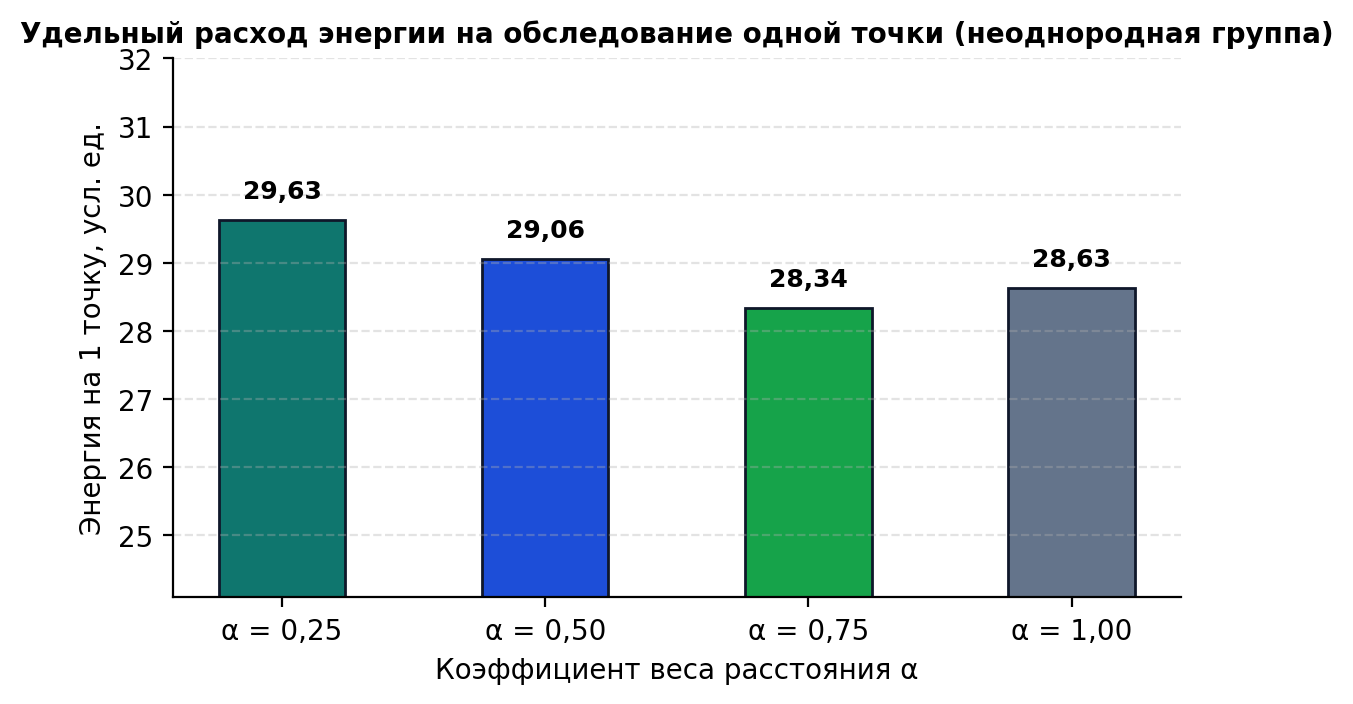 Удельный расход энергии на обследование одной точки (неоднородная группа)
Энергия на 1 точку, усл. ед.
32
31
30
29
28
27
26
25
29,63
29,06
28,34
28,63
α = 0,25
α = 0,50
α = 0,75
α = 1,00
Коэффициент веса расстояния α